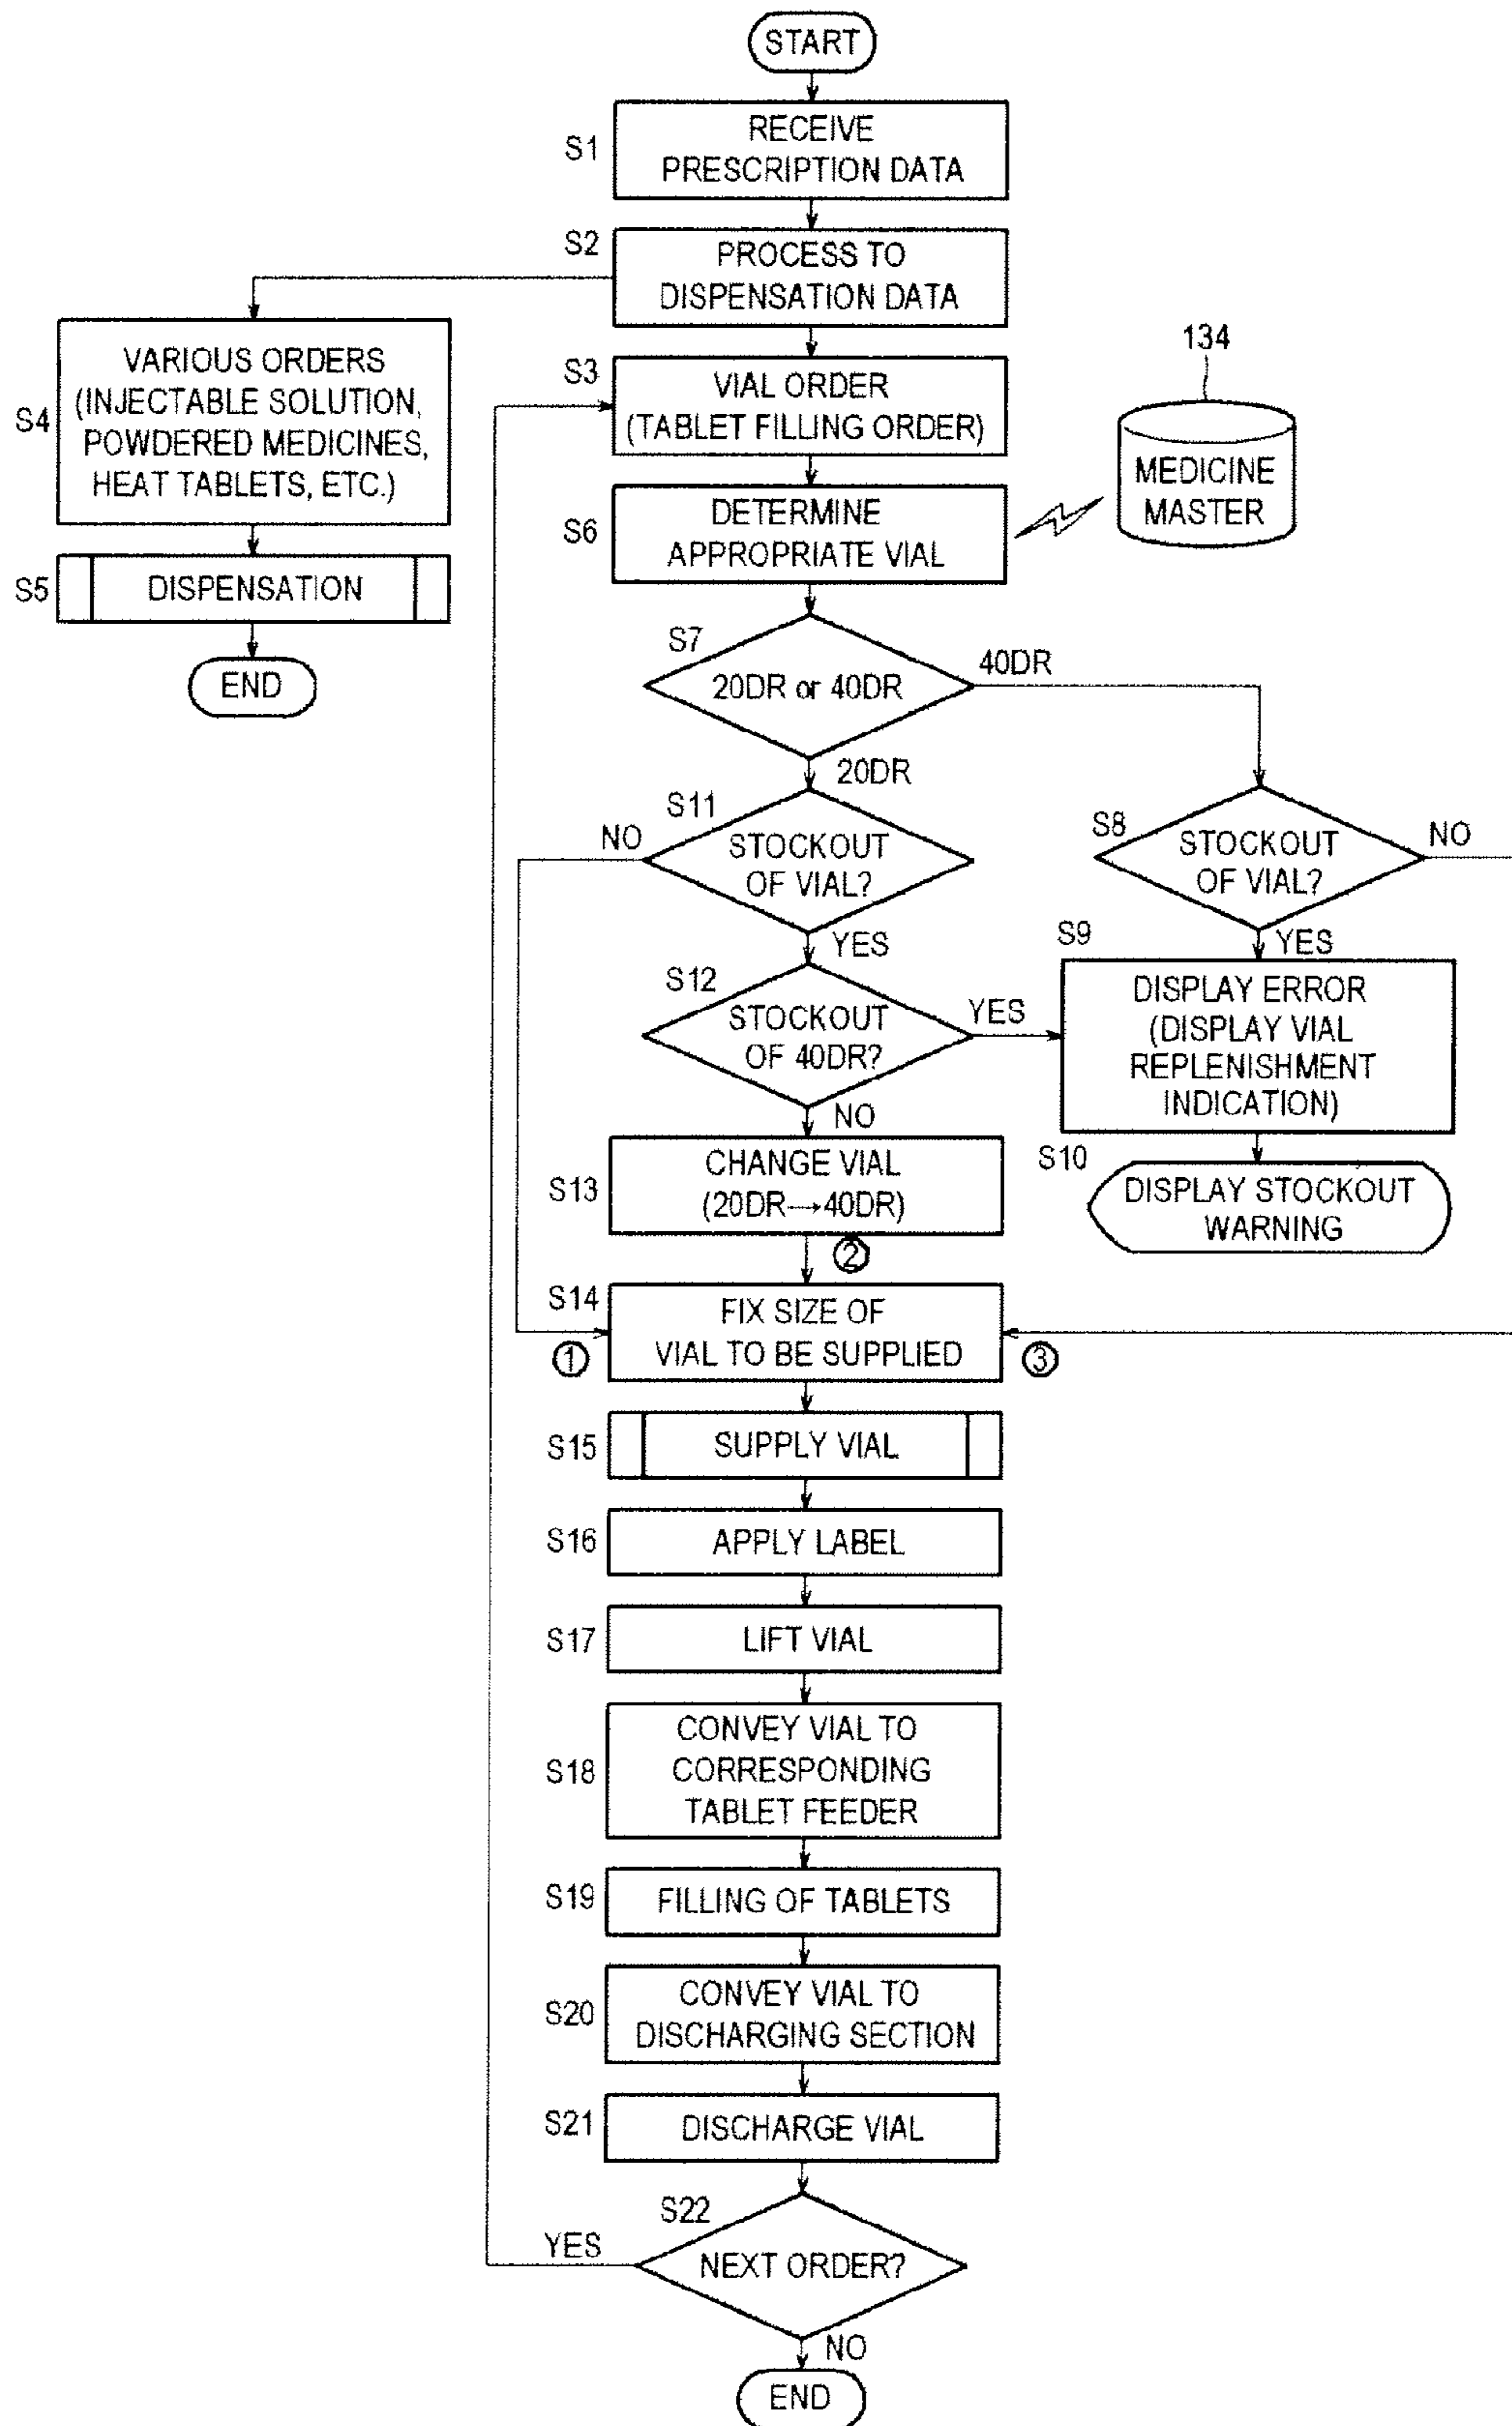 START
S1
RECEIVE
PRESCRIPTION DATA
S2
PROCESS TO
DISPENSATION DATA
S3
VIAL ORDER
(TABLET FILLING ORDER)
S4
VARIOUS ORDERS
(INJECTABLE SOLUTION,
POWDERED MEDICINES,
HEAT TABLETS, ETC.)
S5
DISPENSATION
END
134
MEDICINE
MASTER
S6
DETERMINE
APPROPRIATE VIAL
S7
20DR or 40DR
40DR
20DR
S11
STOCKOUT
OF VIAL?
NO
YES
S8
STOCKOUT
OF VIAL?
NO
YES
S12
STOCKOUT
OF 40DR?
YES
NO
S9
DISPLAY ERROR
(DISPLAY VIAL
REPLENISHMENT
INDICATION)
S10
DISPLAY STOCKOUT
WARNING
S13
CHANGE VIAL
(20DR→40DR)
②
S14
FIX SIZE OF
VIAL TO BE SUPPLIED
①
③
S15
SUPPLY VIAL
S16
APPLY LABEL
S17
LIFT VIAL
S18
CONVEY VIAL TO
CORRESPONDING
TABLET FEEDER
S19
FILLING OF TABLETS
S20
CONVEY VIAL TO
DISCHARGING SECTION
S21
DISCHARGE VIAL
S22
NEXT ORDER?
YES
NO
END